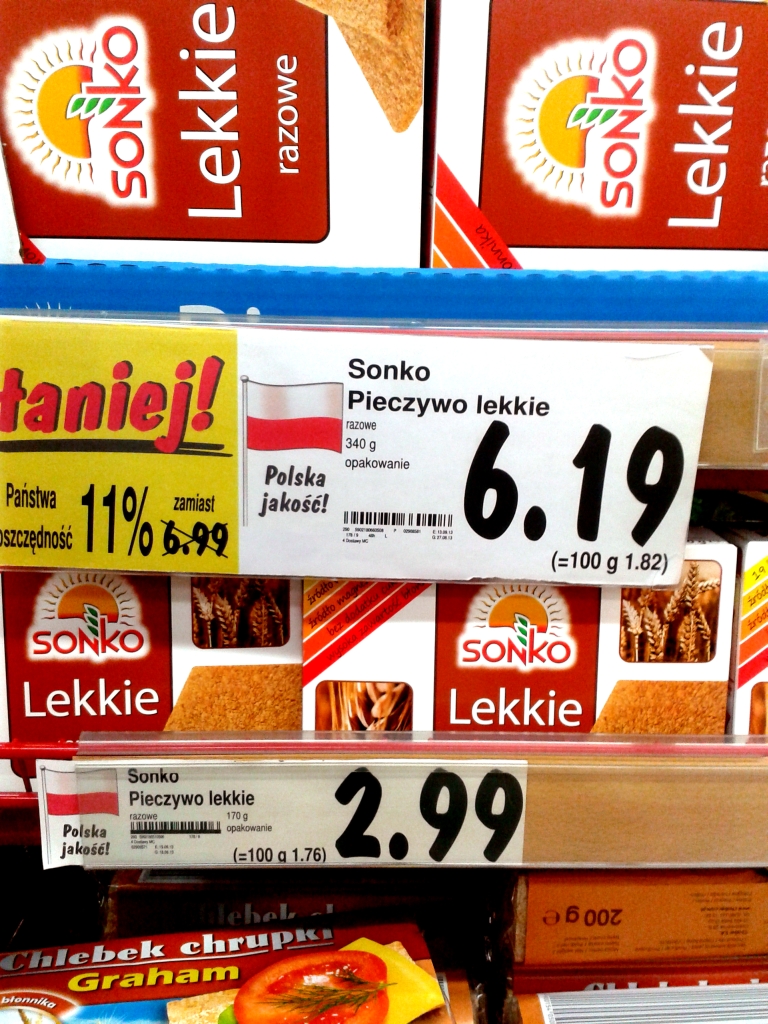 SONKO
Lekkie
razowe
SONKO
Lekkie
taniej!
Państwa
oszczędność
11%
zamiast
6.99
Polska
jakość!
Sonko
Pieczywo lekkie
razowe
340 g
opakowanie
6.19
(=100 g 1.82)
SONKO
Lekkie
SONKO
Lekkie
Polska
jakość!
Sonko
Pieczywo lekkie
razowe
170 g
opakowanie
(=100 g 1.76)
2.99
Chlebek chrupki
Graham
błonnika
200 g